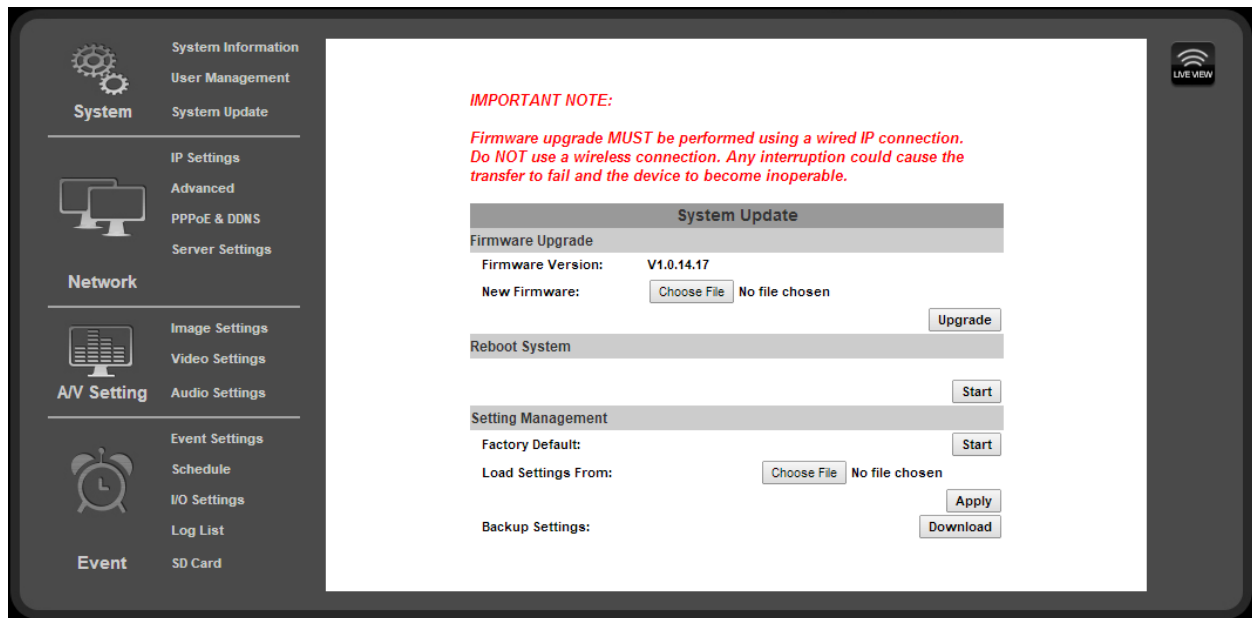 System Information
User Management
System
System Update
IP Settings
Advanced
PPPoE & DDNS
Server Settings
Network
Image Settings
Video Settings
A/V Setting
Audio Settings
Event Settings
Schedule
I/O Settings
Log List
Event
SD Card
IMPORTANT NOTE:
Firmware upgrade MUST be performed using a wired IP connection.
Do NOT use a wireless connection. Any interruption could cause the
transfer to fail and the device to become inoperable.
System Update
Firmware Upgrade
Firmware Version: V1.0.14.17
New Firmware: Choose File No file chosen
Upgrade
Reboot System
Start
Setting Management
Factory Default: Start
Load Settings From: Choose File No file chosen
Apply
Backup Settings: Download
LIVE VIEW